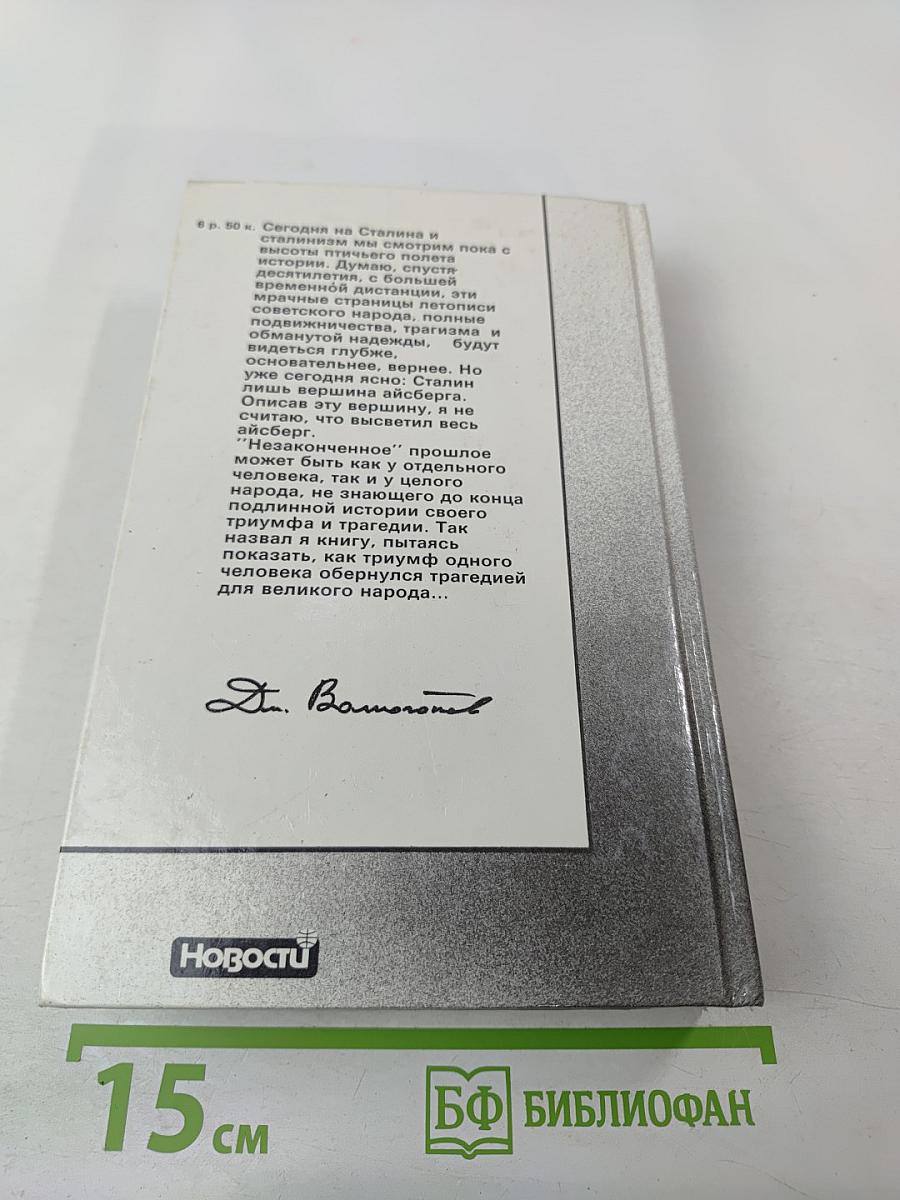 6 р. 50 к. Сегодня на Сталина и
сталинизм мы смотрим пока с
высоты птичьего полета
истории. Думаю, спустя
десятилетия, с большей
временно́й дистанции, эти
мрачные страницы летописи
советского народа, полные
подвижничества, трагизма и
обманутой надежды, будут
видеться глубже,
основательнее, вернее. Но
уже сегодня ясно: Сталин
лишь вершина айсберга.
Описав эту вершину, я не
считаю, что высветил весь
айсберг.
"Незаконченное" прошлое
может быть как у отдельного
человека, так и у целого
народа, не знающего до конца
подлинной истории своего
триумфа и трагедии. Так
назвал я книгу, пытаясь
показать, как триумф одного
человека обернулся трагедией
для великого народа...
Дм. Волкогонов
Новости
15 см
БФ БИБЛИОФАН